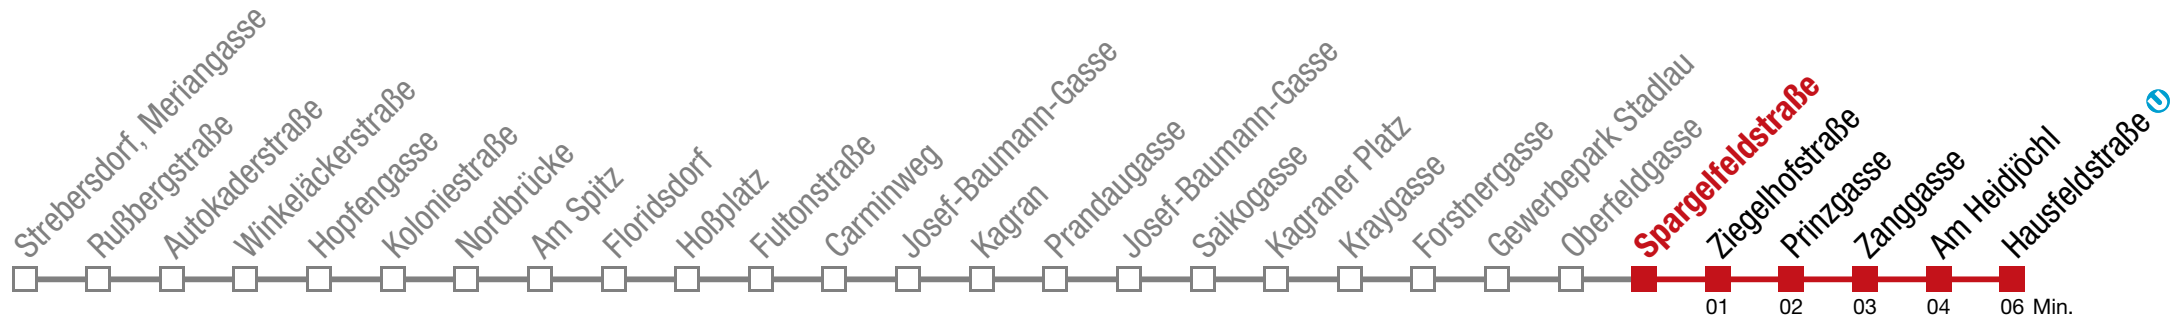 Strebersdorf, Meriangasse
Rußbergstraße
Autokaderstraße
Winkeläckerstraße
Hopfengasse
Koloniestraße
Nordbrücke
Am Spitz
Floridsdorf
Hoßplatz
Fultonstraße
Carminweg
Josef-Baumann-Gasse
Kagran
Prandaugasse
Josef-Baumann-Gasse
Saikogasse
Kagraner Platz
Kraygasse
Forstnergasse
Gewerbepark Stadlau
Oberfeldgasse
Spargelfeldstraße
Ziegelhofstraße
Prinzgasse
Zanggasse
Am Heidjöchl
Hausfeldstraße U
01 02 03 04 06 Min.